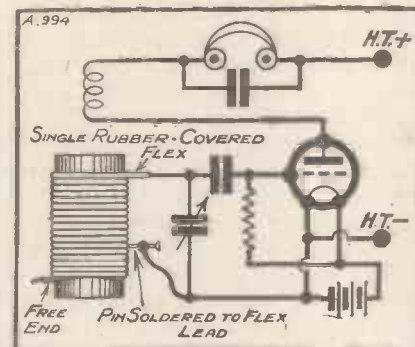 A.994
H.T.+
SINGLE RUBBER-COVERED
FLEX
H.T.-
FREE
END
PIN SOLDERED TO FLEX
LEAD